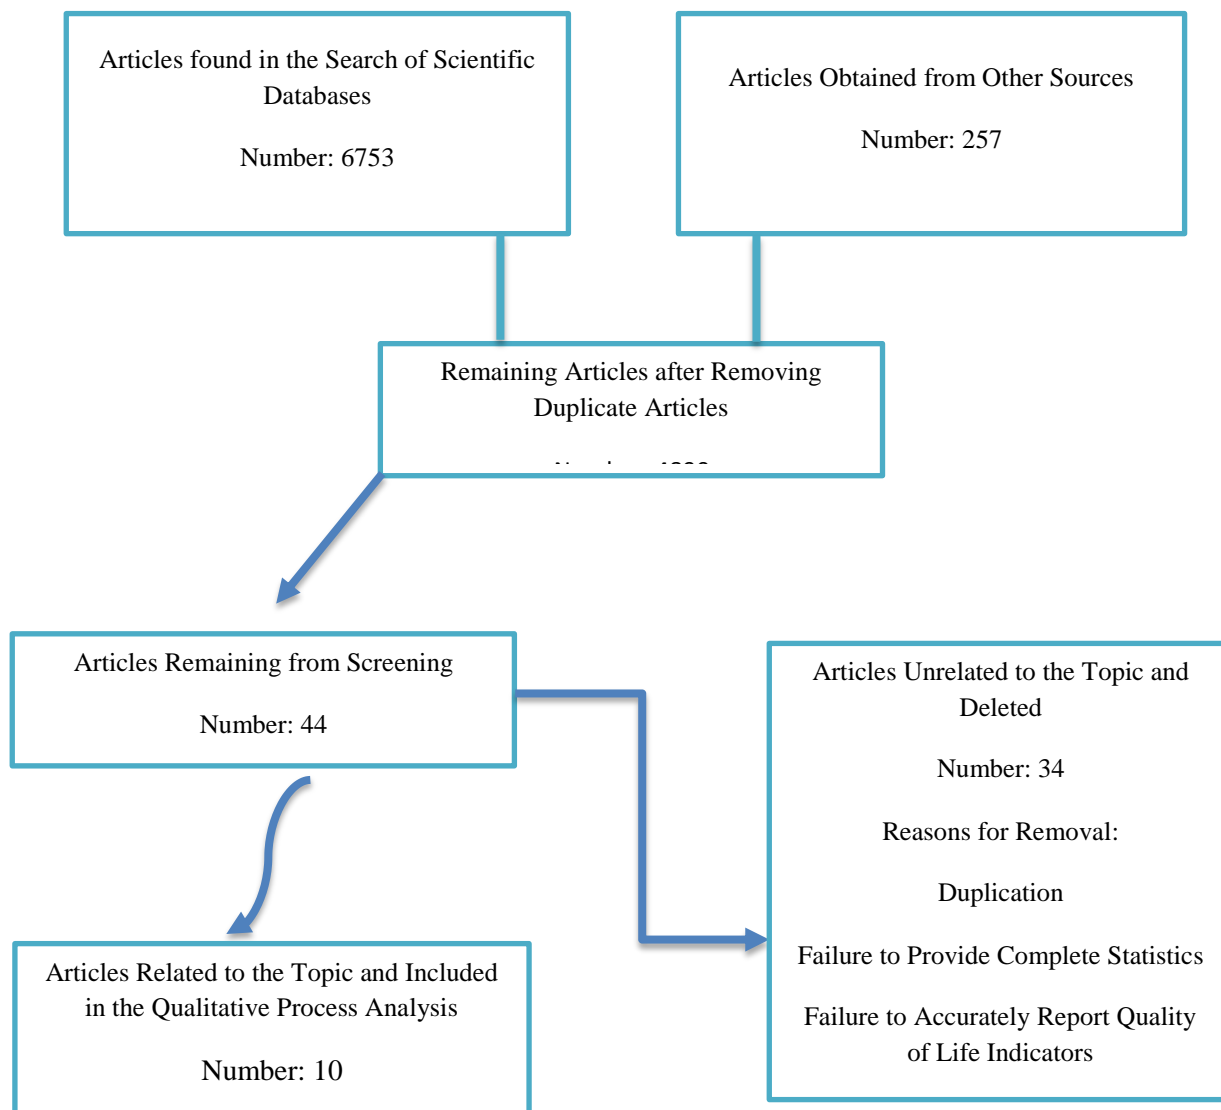 Articles found in the Search of Scientific
Databases
Number: 6753
Articles Obtained from Other Sources
Number: 257
Remaining Articles after Removing
Duplicate Articles
Articles Remaining from Screening
Number: 44
Articles Unrelated to the Topic and
Deleted
Number: 34
Reasons for Removal:
Duplication
Failure to Provide Complete Statistics
Failure to Accurately Report Quality
of Life Indicators
Articles Related to the Topic and Included
in the Qualitative Process Analysis
Number: 10